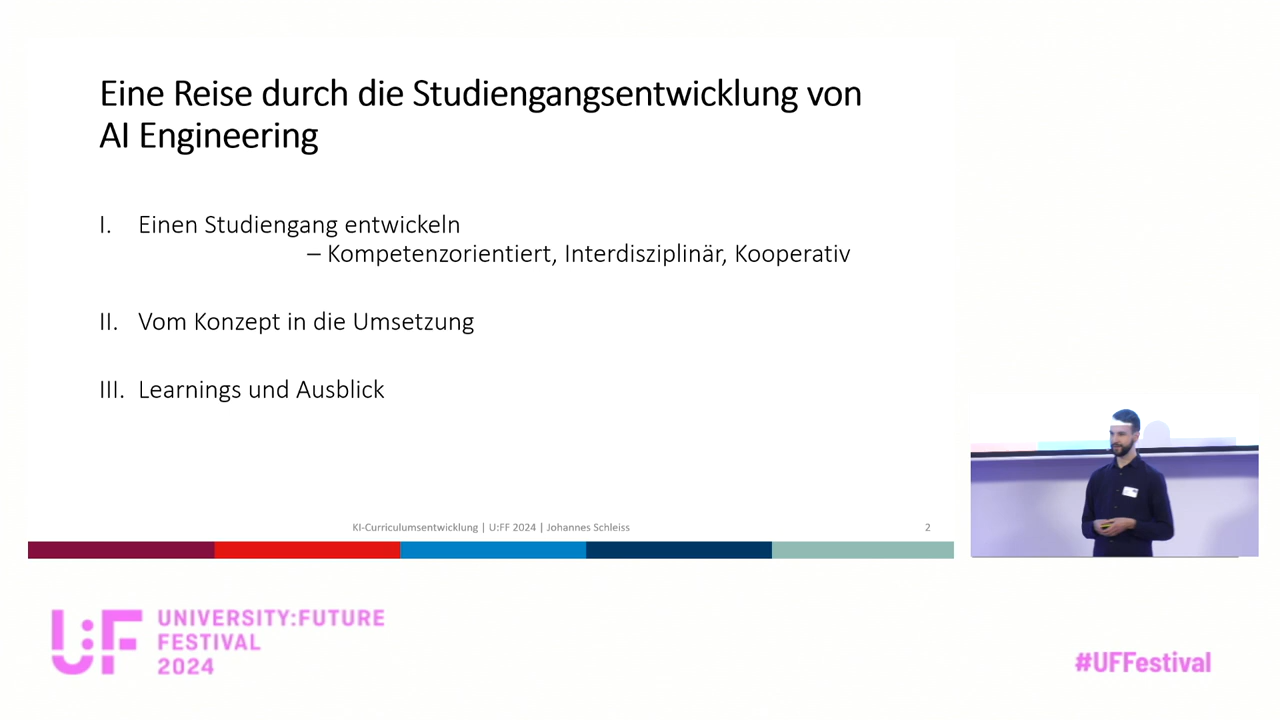 Eine Reise durch die Studiengangsentwicklung von
AI Engineering
I. Einen Studiengang entwickeln
– Kompetenzorientiert, Interdisziplinär, Kooperativ
II. Vom Konzept in die Umsetzung
III. Learnings und Ausblick
KI-Curriculumsentwicklung | U:FF 2024 | Johannes Schleiss
2
U:F
UNIVERSITY:FUTURE
FESTIVAL
2024
#UFFestival